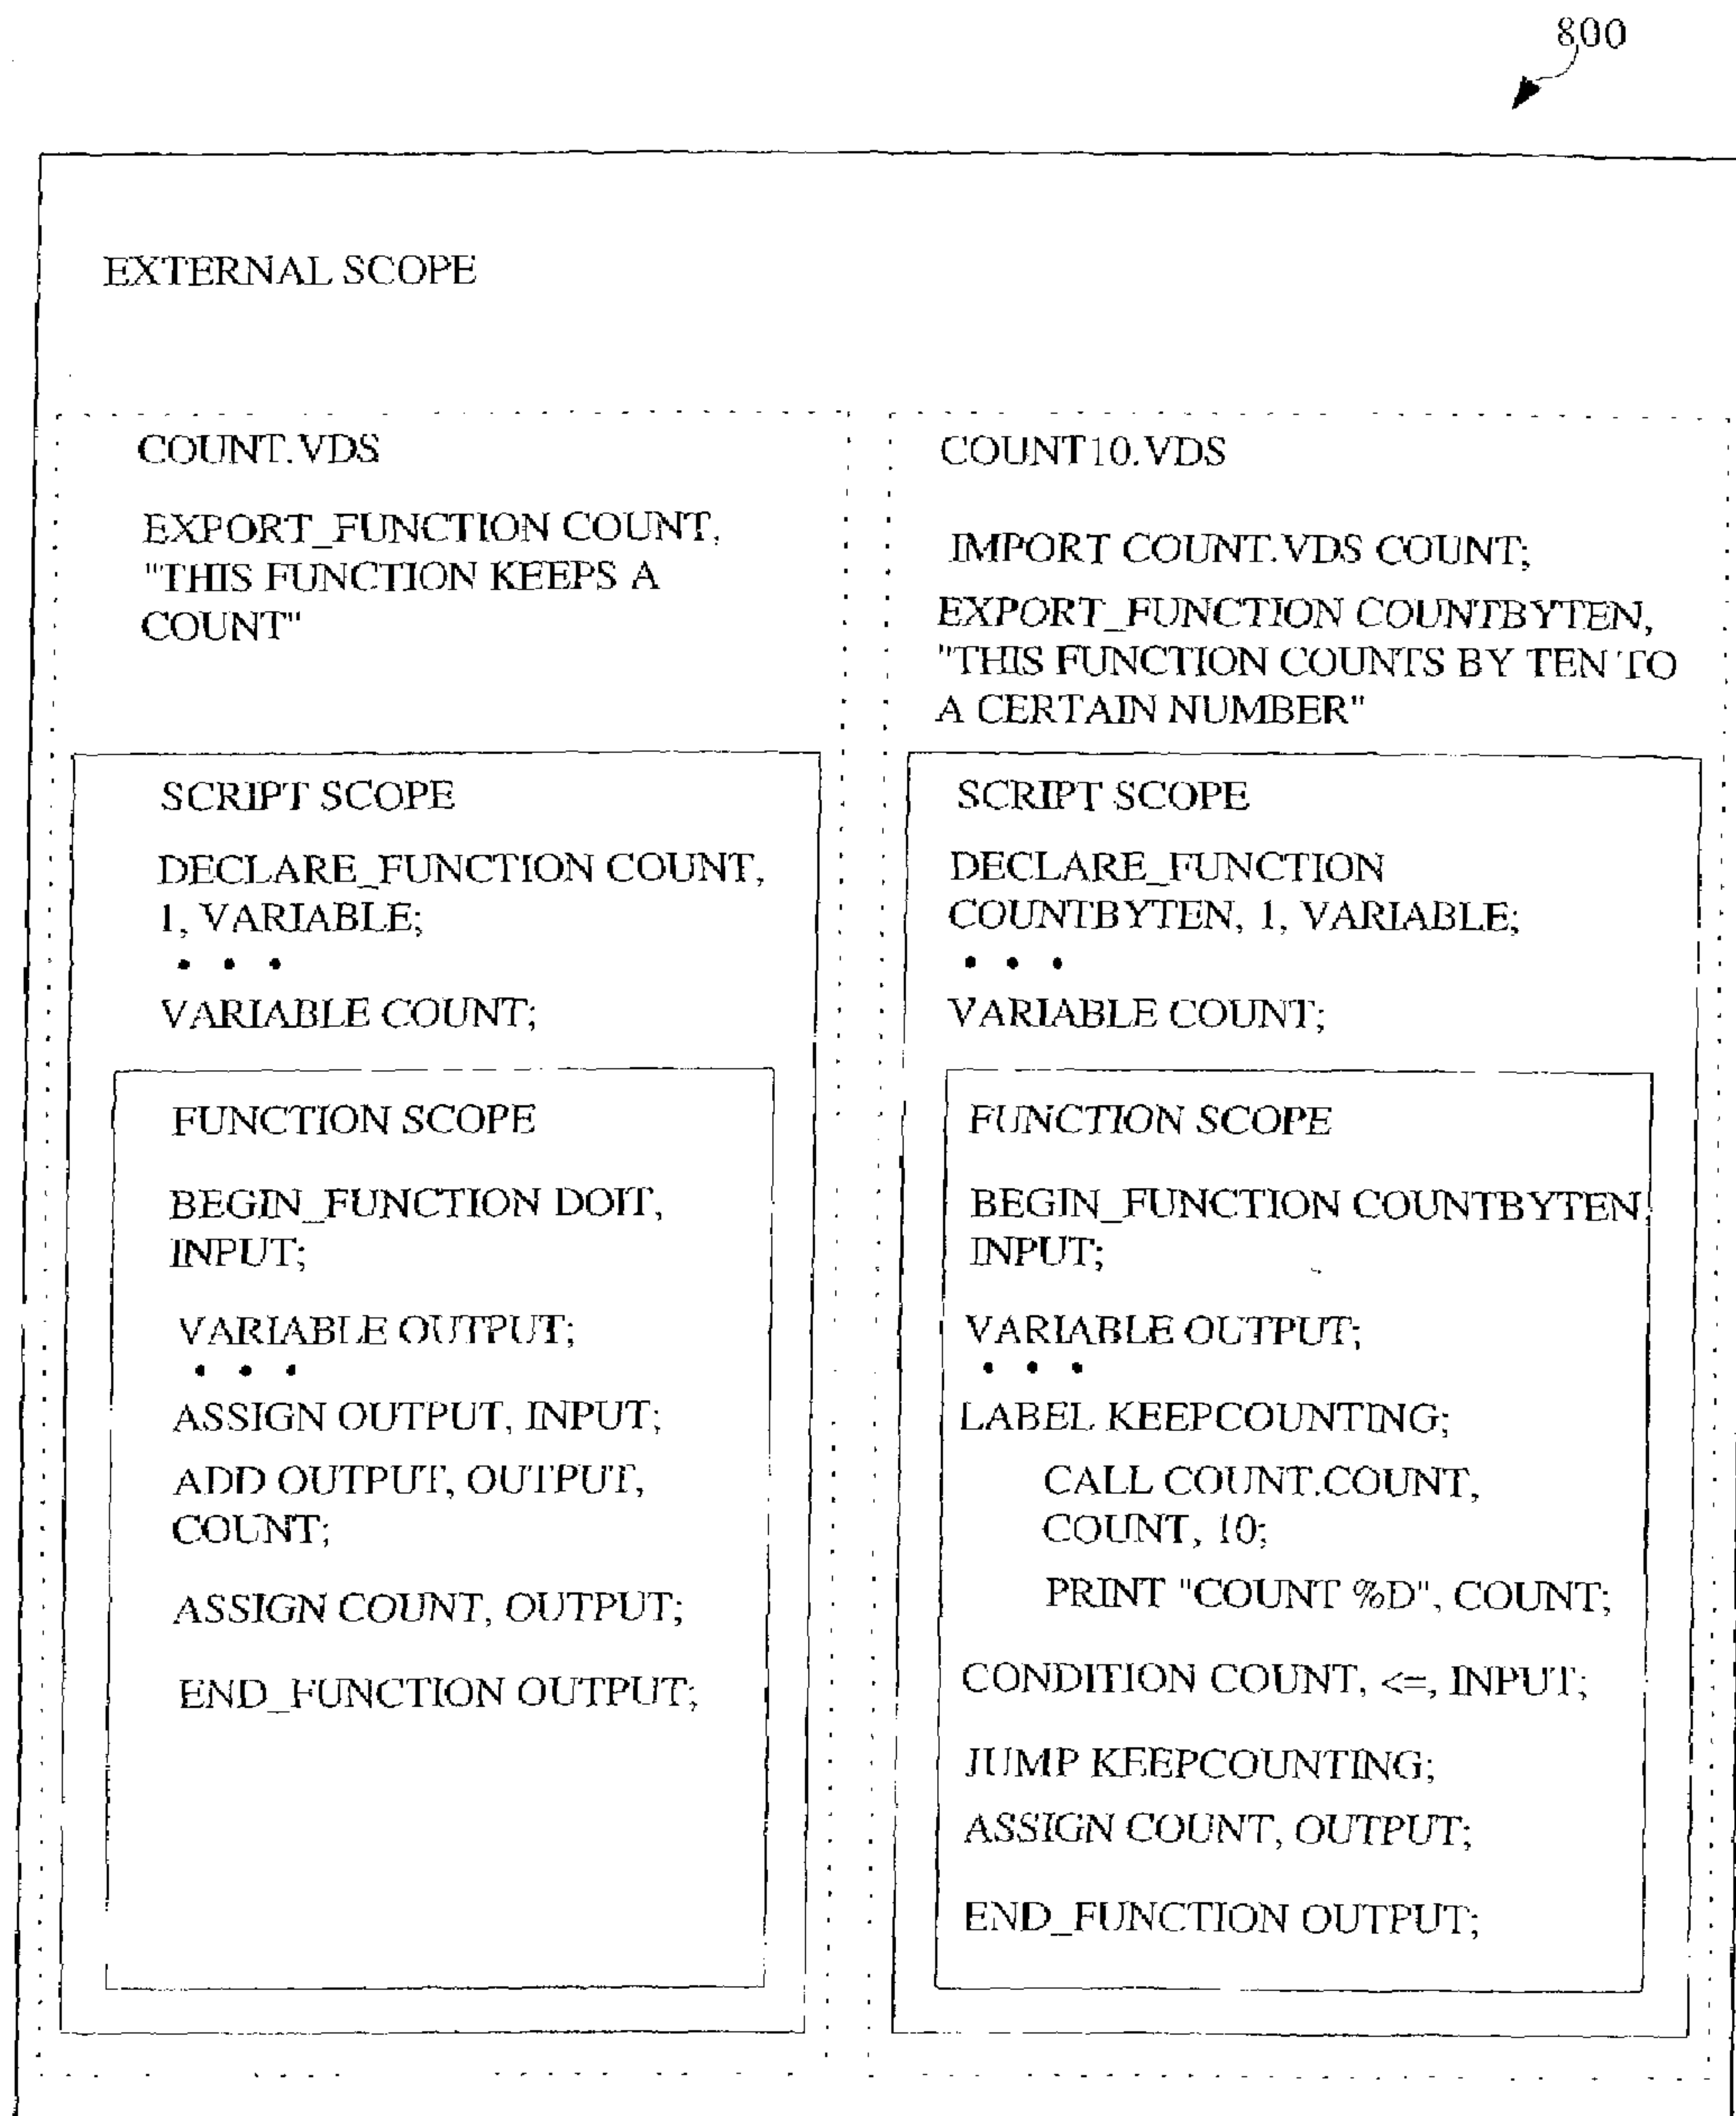 800
EXTERNAL SCOPE
COUNT.VDS
EXPORT_FUNCTION COUNT,
"THIS FUNCTION KEEPS A
COUNT"
SCRIPT SCOPE
DECLARE_FUNCTION COUNT,
1, VARIABLE;
• • •
VARIABLE COUNT;
FUNCTION SCOPE
BEGIN_FUNCTION DOIT,
INPUT;
VARIABLE OUTPUT;
• • •
ASSIGN OUTPUT, INPUT;
ADD OUTPUT, OUTPUT,
COUNT;
ASSIGN COUNT, OUTPUT;
END_FUNCTION OUTPUT;
COUNT10.VDS
IMPORT COUNT.VDS COUNT;
EXPORT_FUNCTION COUNTBYTEN,
"THIS FUNCTION COUNTS BY TEN TO
A CERTAIN NUMBER"
SCRIPT SCOPE
DECLARE_FUNCTION
COUNTBYTEN, 1, VARIABLE;
• • •
VARIABLE COUNT;
FUNCTION SCOPE
BEGIN_FUNCTION COUNTBYTEN,
INPUT;
VARIABLE OUTPUT;
• • •
LABEL KEEPCOUNTING;
CALL COUNT.COUNT,
COUNT, 10;
PRINT "COUNT %D", COUNT;
CONDITION COUNT, <=, INPUT;
JUMP KEEPCOUNTING;
ASSIGN COUNT, OUTPUT;
END_FUNCTION OUTPUT;